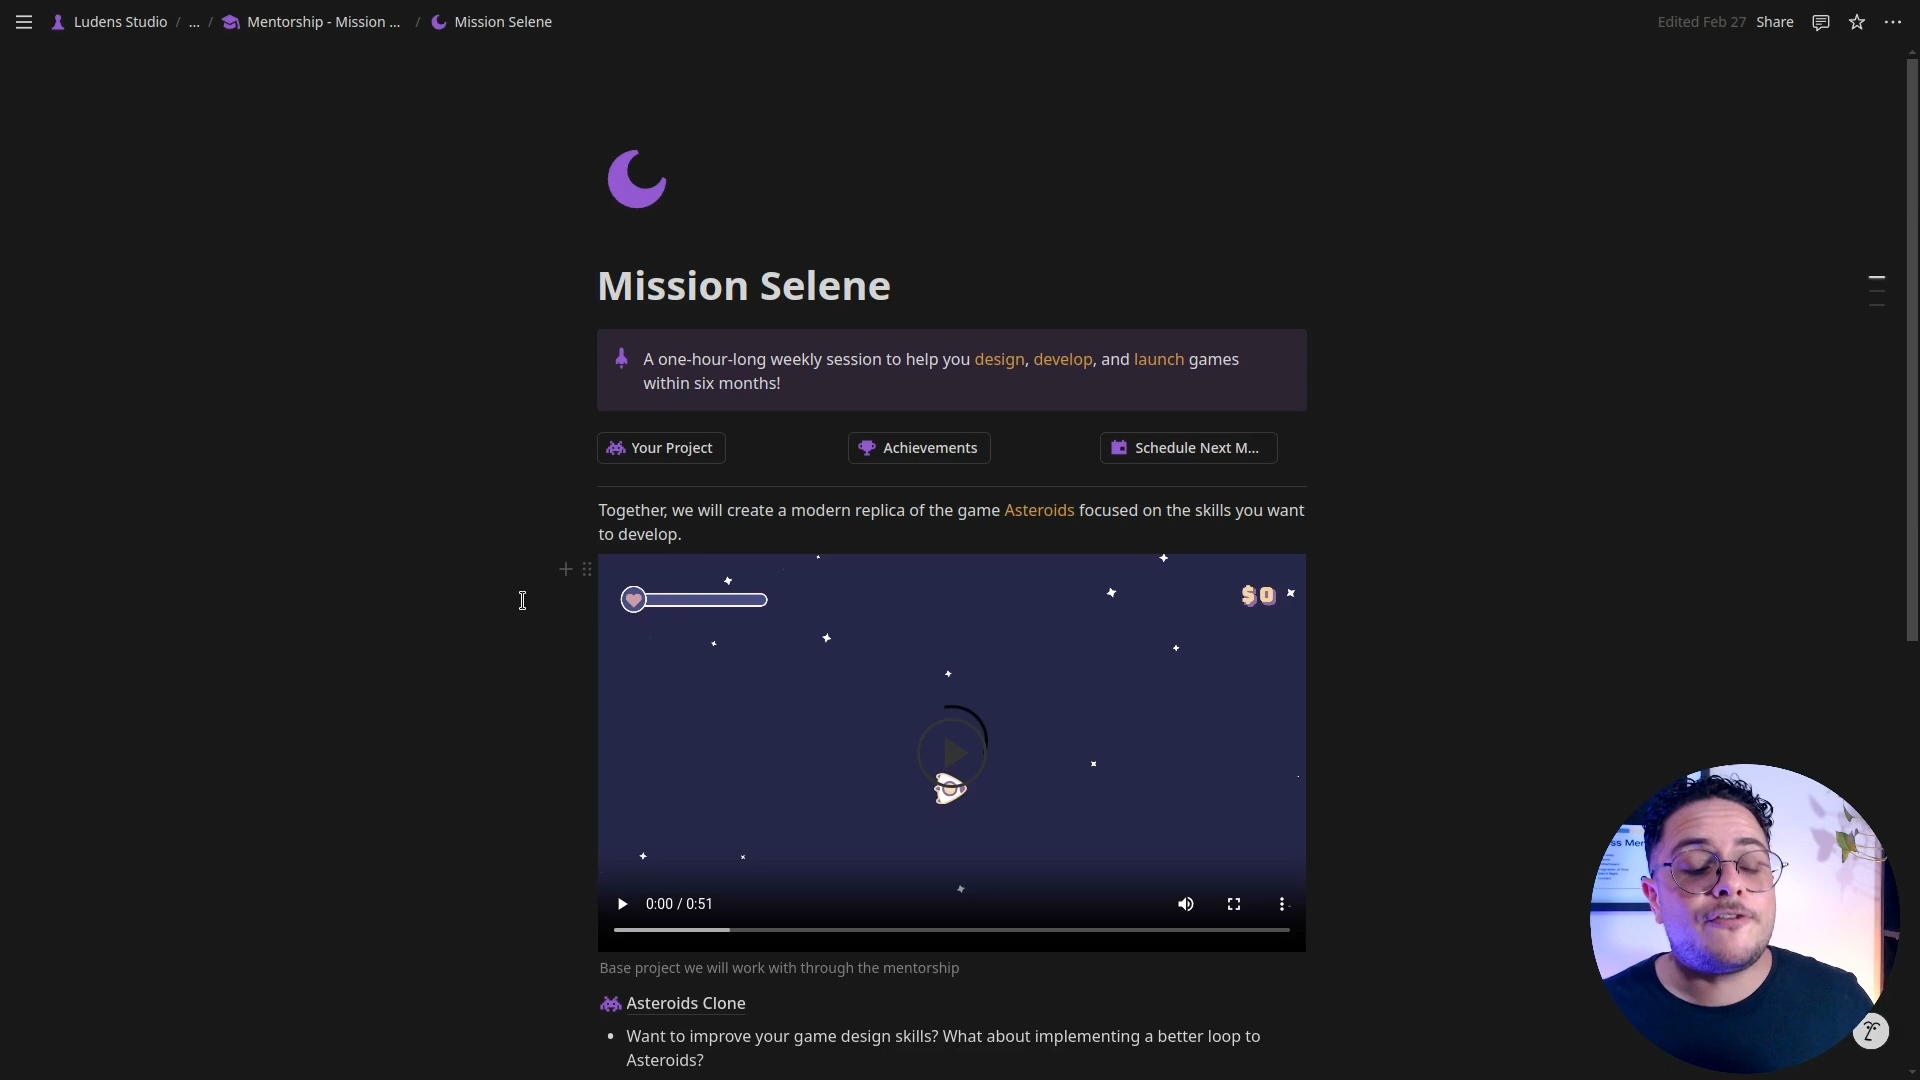 Ludens Studio / ... / Mentorship - Mission ... / Mission Selene
Edited Feb 27 Share
Mission Selene
A one-hour-long weekly session to help you design, develop, and launch games
within six months!
Your Project
Achievements
Schedule Next M...
Together, we will create a modern replica of the game Asteroids focused on the skills you want
to develop.
$0
0:00 / 0:51
Base project we will work with through the mentorship
Asteroids Clone
• Want to improve your game design skills? What about implementing a better loop to
Asteroids?